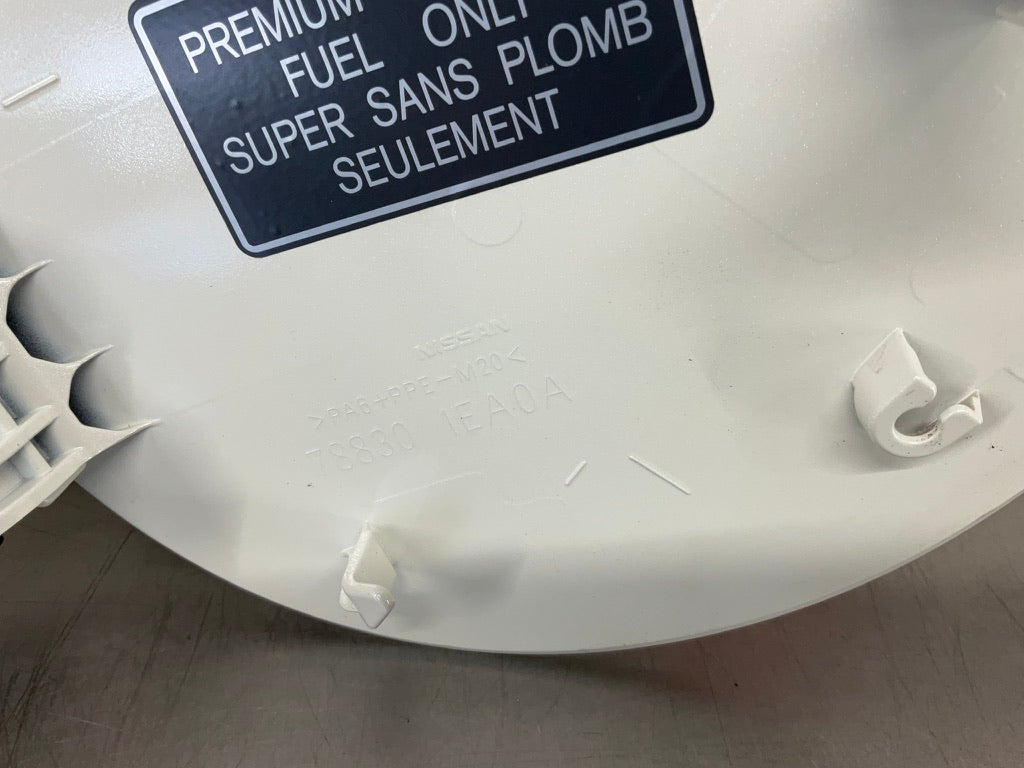 PREMIUM
FUEL ONLY
SUPER SANS PLOMB
SEULEMENT
NISSAN
>PA6+PPE-M20<
78830 1EA0A